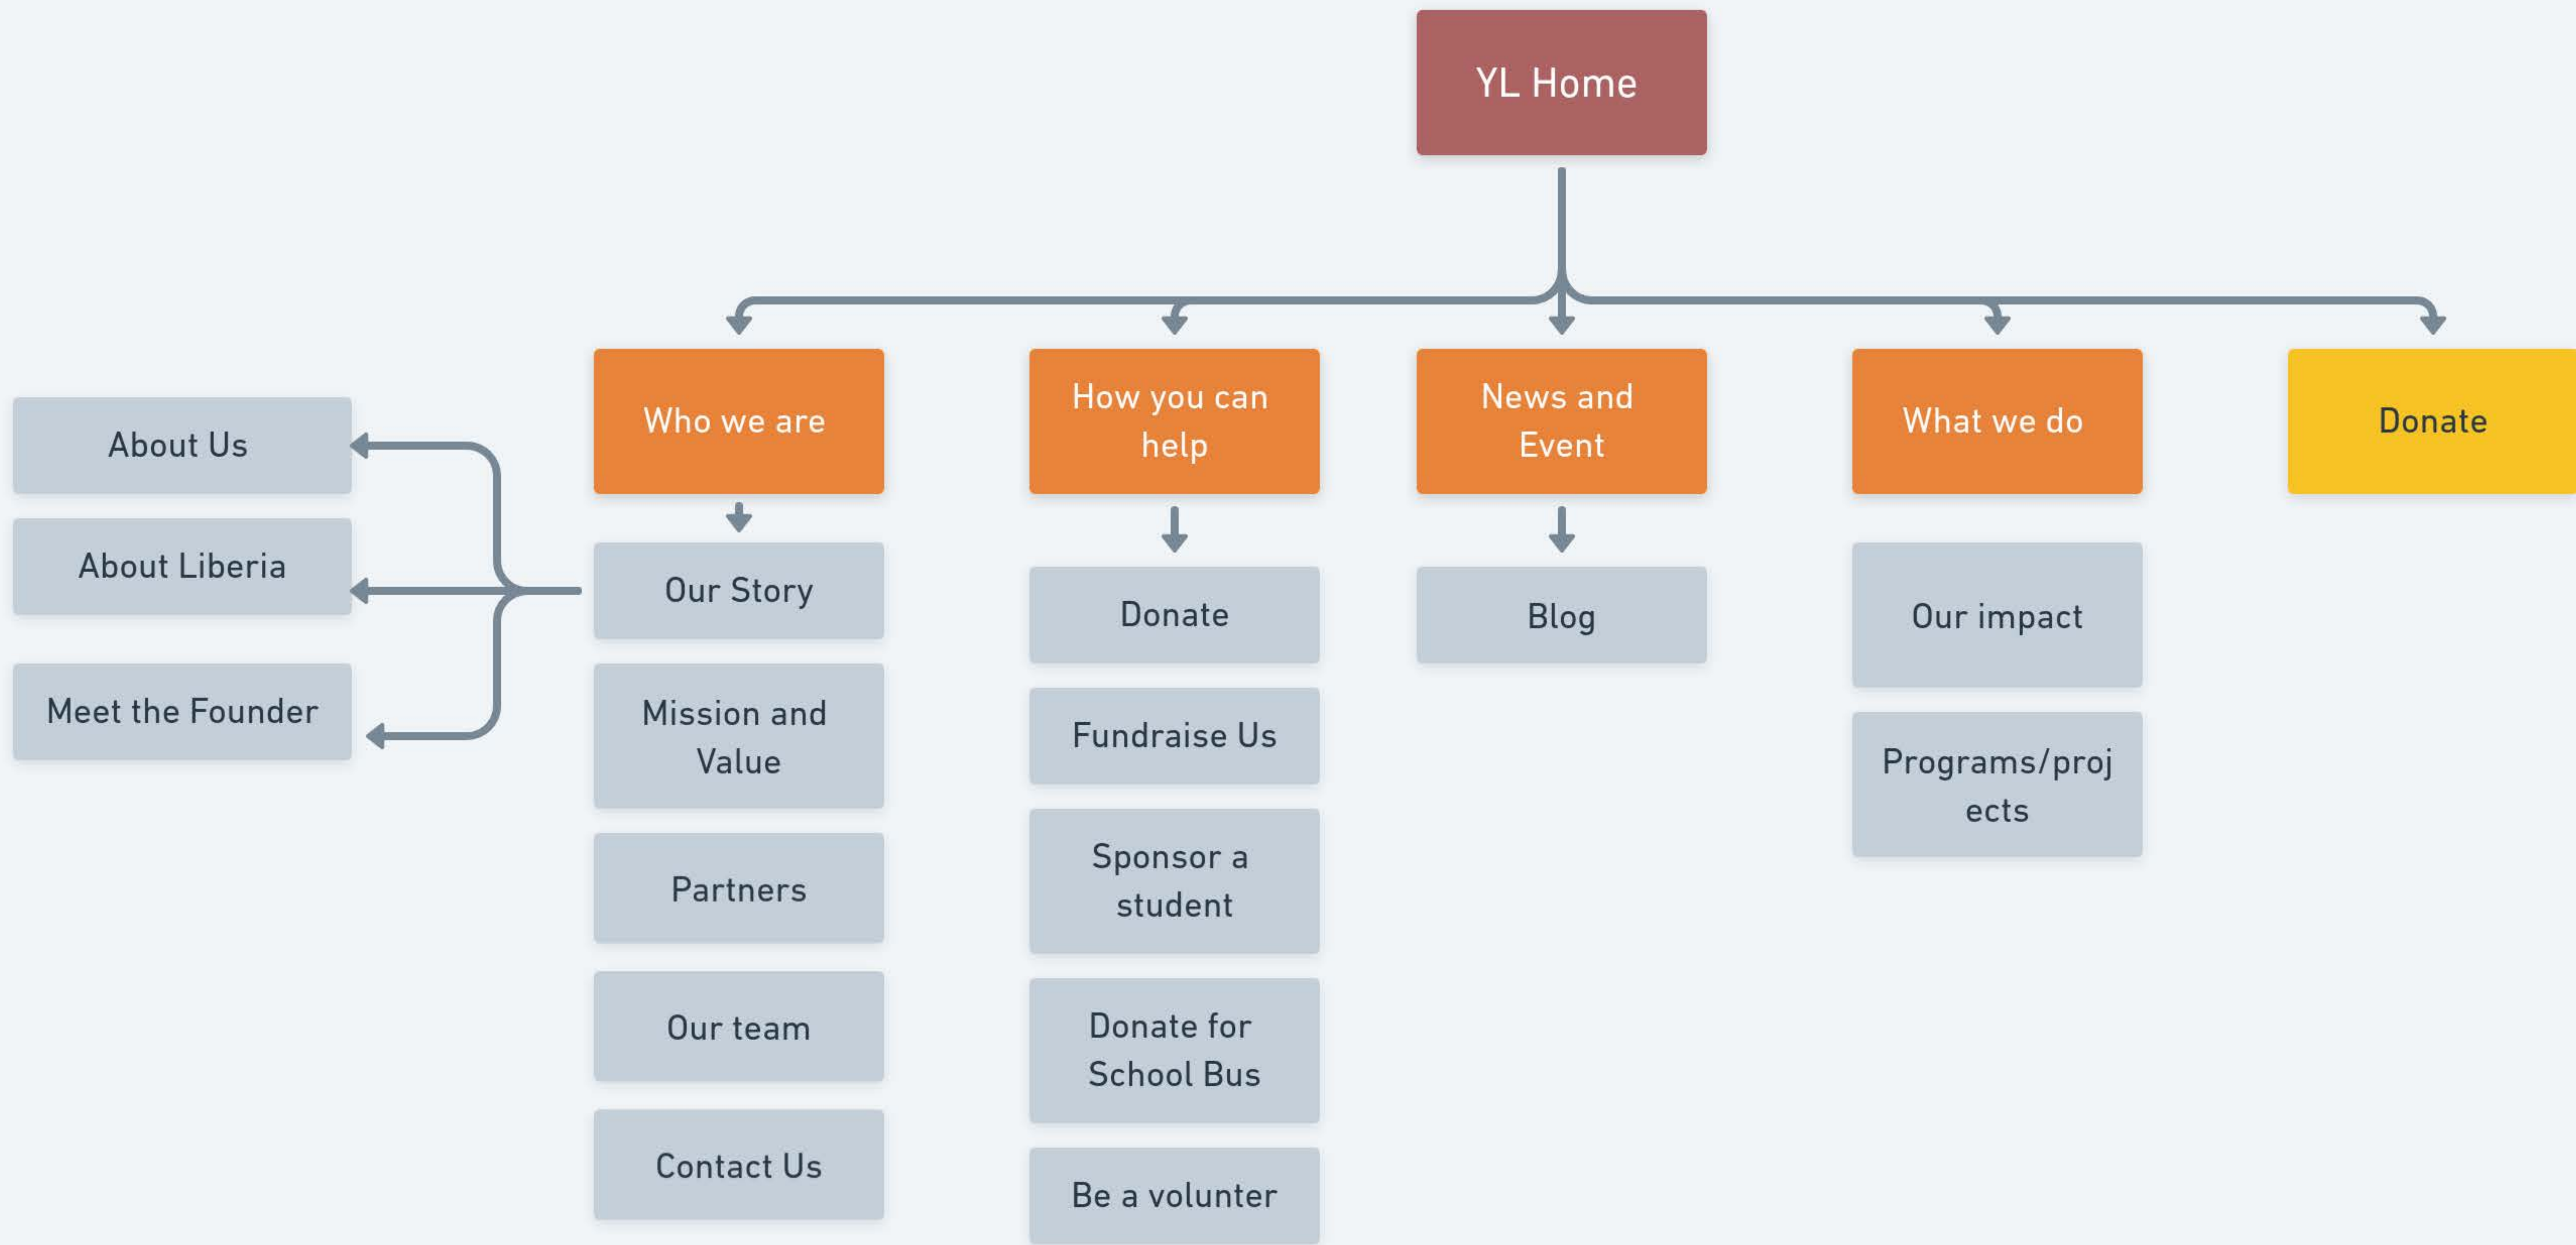 YL Home
Who we are
How you can
help
News and
Event
What we do
Donate
About Us
About Liberia
Meet the Founder
Our Story
Mission and
Value
Partners
Our team
Contact Us
Donate
Fundraise Us
Sponsor a
student
Donate for
School Bus
Be a volunter
Blog
Our impact
Programs/proj
ects